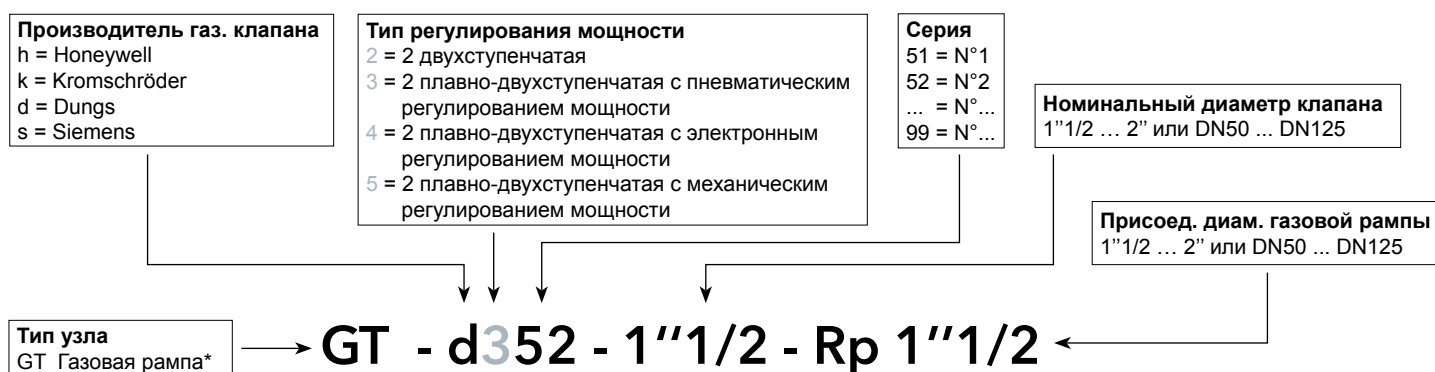 Производитель газ. клапана
h = Honeywell
k = Kromschröder
d = Dungs
s = Siemens
Тип регулирования мощности
2 = 2 двухступенчатая
3 = 2 плавно-двухступенчатая с пневматическим
регулированием мощности
4 = 2 плавно-двухступенчатая с электронным
регулированием мощности
5 = 2 плавно-двухступенчатая с механическим
регулированием мощности
Серия
51 = N°1
52 = N°2
... = N°...
99 = N°...
Номинальный диаметр клапана
1''1/2 … 2'' или DN50 ... DN125
Присоед. диам. газовой рампы
1''1/2 … 2'' или DN50 ... DN125
Тип узла
GT Газовая рампа*
GT - d352 - 1''1/2 - Rp 1''1/2